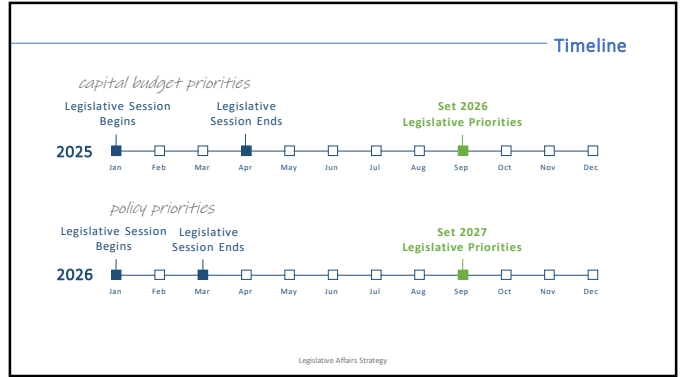 Timeline
capital budget priorities
Legislative Session
Begins
Legislative
Session Ends
Set 2026
Legislative Priorities
2025
Jan Feb Mar Apr May Jun Jul Aug Sep Oct Nov Dec
policy priorities
Legislative Session
Begins
Legislative
Session Ends
Set 2027
Legislative Priorities
2026
Jan Feb Mar Apr May Jun Jul Aug Sep Oct Nov Dec
Legislative Affairs Strategy